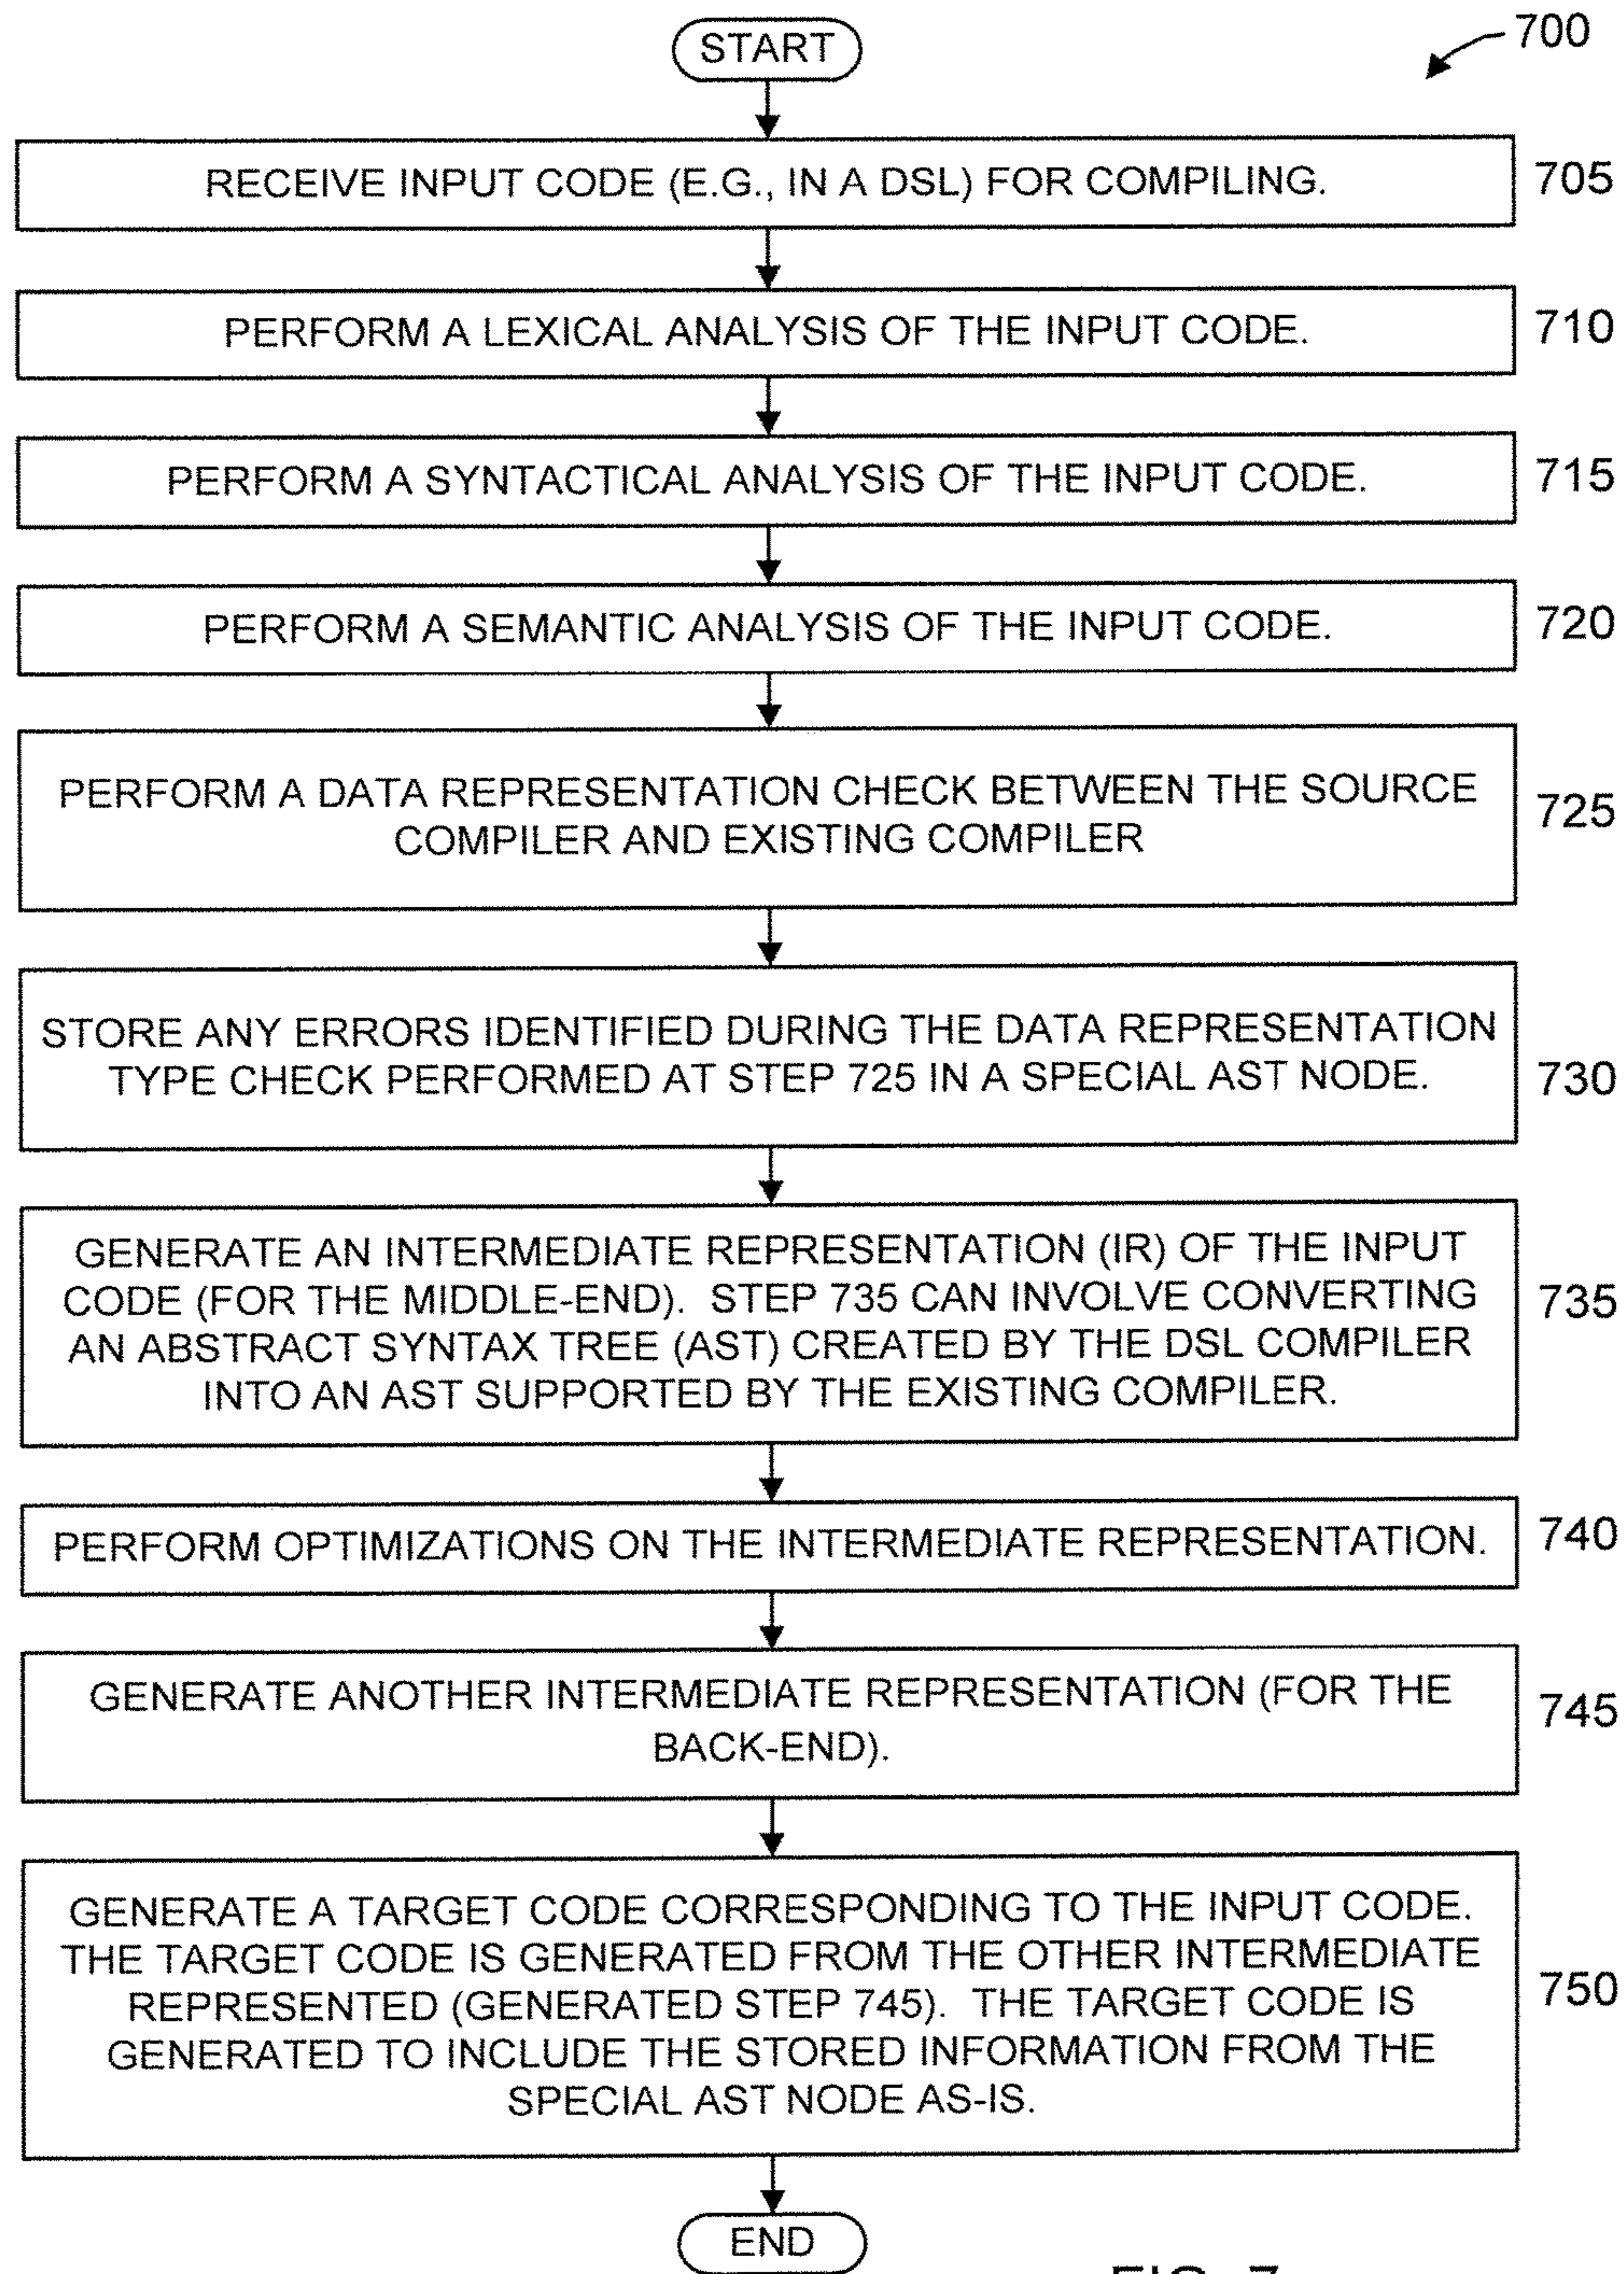 START
700
RECEIVE INPUT CODE (E.G., IN A DSL) FOR COMPILING.
705
PERFORM A LEXICAL ANALYSIS OF THE INPUT CODE.
710
PERFORM A SYNTACTICAL ANALYSIS OF THE INPUT CODE.
715
PERFORM A SEMANTIC ANALYSIS OF THE INPUT CODE.
720
PERFORM A DATA REPRESENTATION CHECK BETWEEN THE SOURCE
COMPILER AND EXISTING COMPILER
725
STORE ANY ERRORS IDENTIFIED DURING THE DATA REPRESENTATION
TYPE CHECK PERFORMED AT STEP 725 IN A SPECIAL AST NODE.
730
GENERATE AN INTERMEDIATE REPRESENTATION (IR) OF THE INPUT
CODE (FOR THE MIDDLE-END). STEP 735 CAN INVOLVE CONVERTING
AN ABSTRACT SYNTAX TREE (AST) CREATED BY THE DSL COMPILER
INTO AN AST SUPPORTED BY THE EXISTING COMPILER.
735
PERFORM OPTIMIZATIONS ON THE INTERMEDIATE REPRESENTATION.
740
GENERATE ANOTHER INTERMEDIATE REPRESENTATION (FOR THE
BACK-END).
745
GENERATE A TARGET CODE CORRESPONDING TO THE INPUT CODE.
THE TARGET CODE IS GENERATED FROM THE OTHER INTERMEDIATE
REPRESENTED (GENERATED STEP 745). THE TARGET CODE IS
GENERATED TO INCLUDE THE STORED INFORMATION FROM THE
SPECIAL AST NODE AS-IS.
750
END
FIG. 7